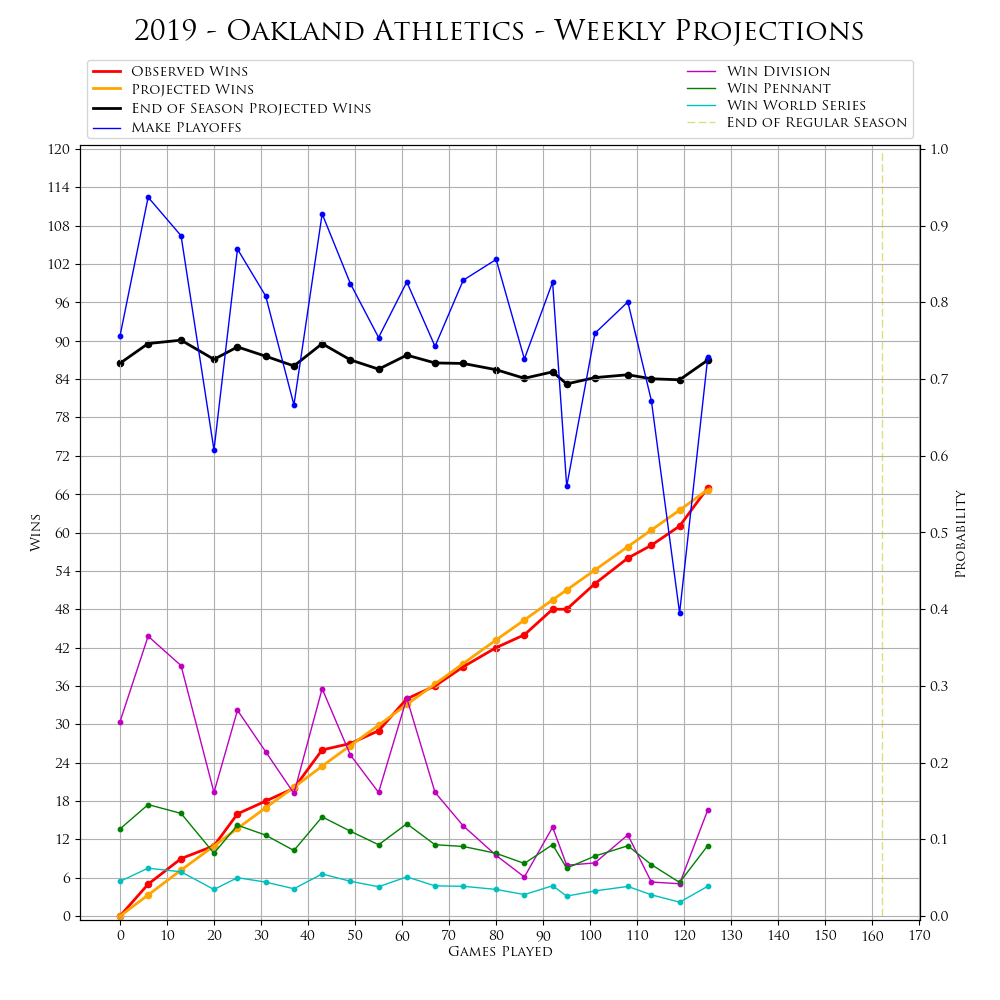 2019 - Oakland Athletics - Weekly Projections
Observed Wins
Projected Wins
End of Season Projected Wins
Make Playoffs
Win Division
Win Pennant
Win World Series
End of Regular Season
120
114
108
102
96
90
84
78
72
66
60
54
48
42
36
30
24
18
12
6
0
Wins
1.0
0.9
0.8
0.7
0.6
0.5
0.4
0.3
0.2
0.1
0.0
Probability
0 10 20 30 40 50 60 70 80 90 100 110 120 130 140 150 160 170
Games Played